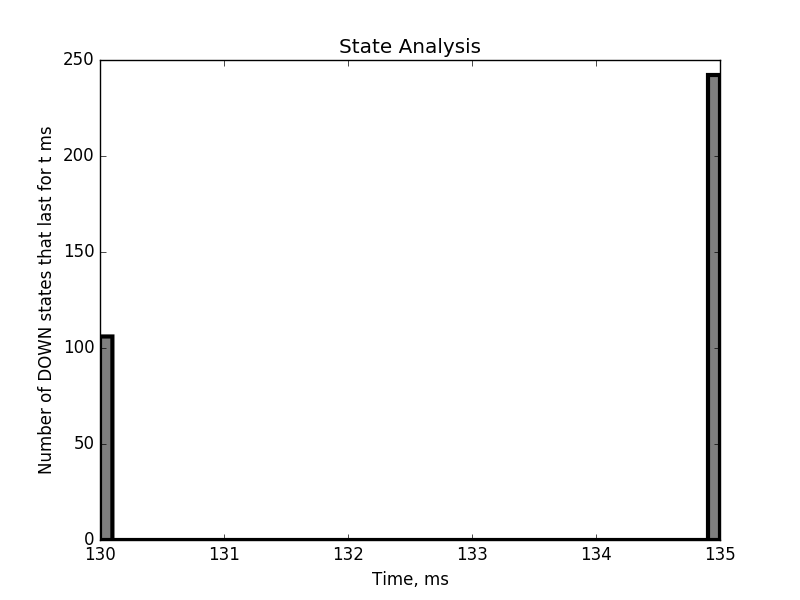 State Analysis
250
200
150
100
50
0
Number of DOWN states that last for t ms
130 131 132 133 134 135
Time, ms